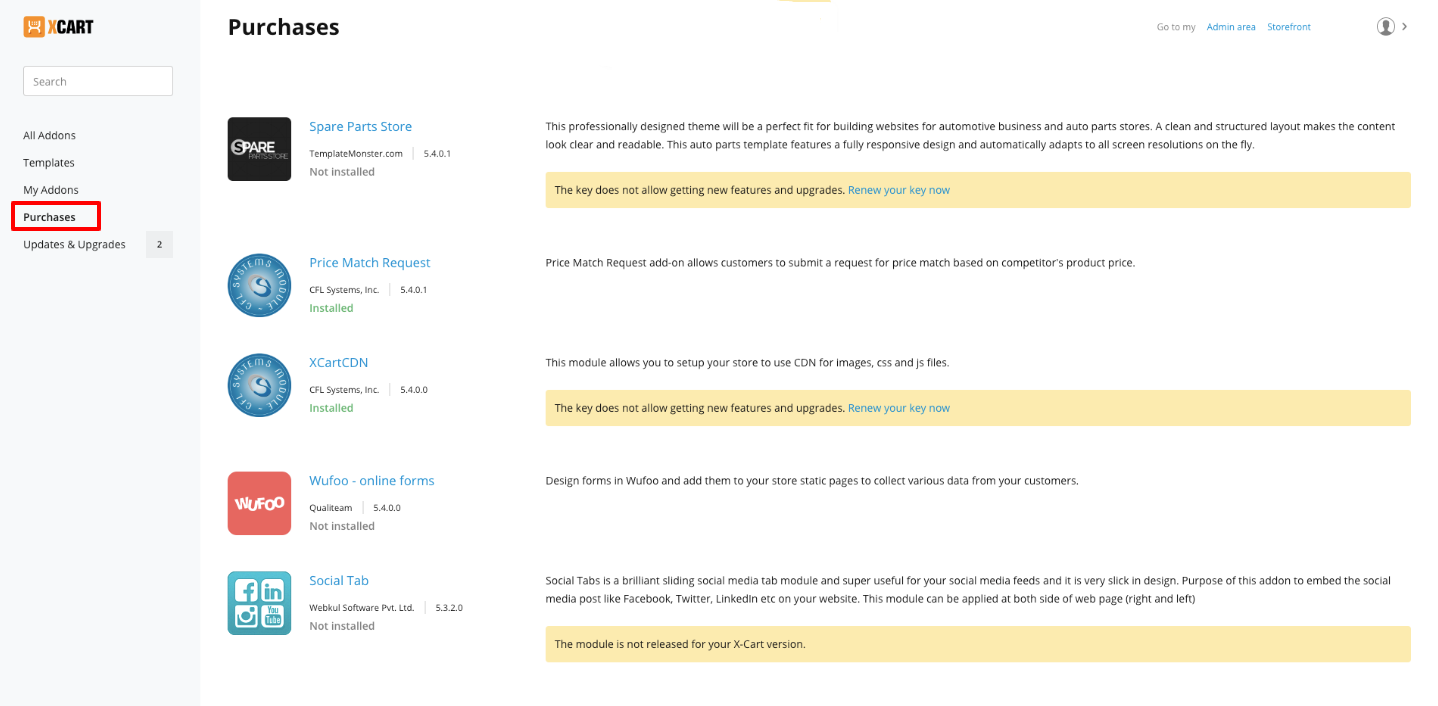 XCART
Purchases
Go to my Admin area Storefront
Search
All Addons
Templates
My Addons
Purchases
Updates & Upgrades 2
SPARE
PARTS STORE
Spare Parts Store
TemplateMonster.com 5.4.0.1
Not installed
This professionally designed theme will be a perfect fit for building websites for automotive business and auto parts stores. A clean and structured layout makes the content
look clear and readable. This auto parts template features a fully responsive design and automatically adapts to all screen resolutions on the fly.
The key does not allow getting new features and upgrades. Renew your key now
CFL - SYSTEMS MODULE
Price Match Request
CFL Systems, Inc. 5.4.0.1
Installed
Price Match Request add-on allows customers to submit a request for price match based on competitor's product price.
CFL - SYSTEMS MODULE
XCartCDN
CFL Systems, Inc. 5.4.0.0
Installed
This module allows you to setup your store to use CDN for images, css and js files.
The key does not allow getting new features and upgrades. Renew your key now
WUFOO
Wufoo - online forms
Qualiteam 5.4.0.0
Not installed
Design forms in Wufoo and add them to your store static pages to collect various data from your customers.
f in
You
Tube
Social Tab
Webkul Software Pvt. Ltd. 5.3.2.0
Not installed
Social Tabs is a brilliant sliding social media tab module and super useful for your social media feeds and it is very slick in design. Purpose of this addon to embed the social
media post like Facebook, Twitter, LinkedIn etc on your website. This module can be applied at both side of web page (right and left)
The module is not released for your X-Cart version.